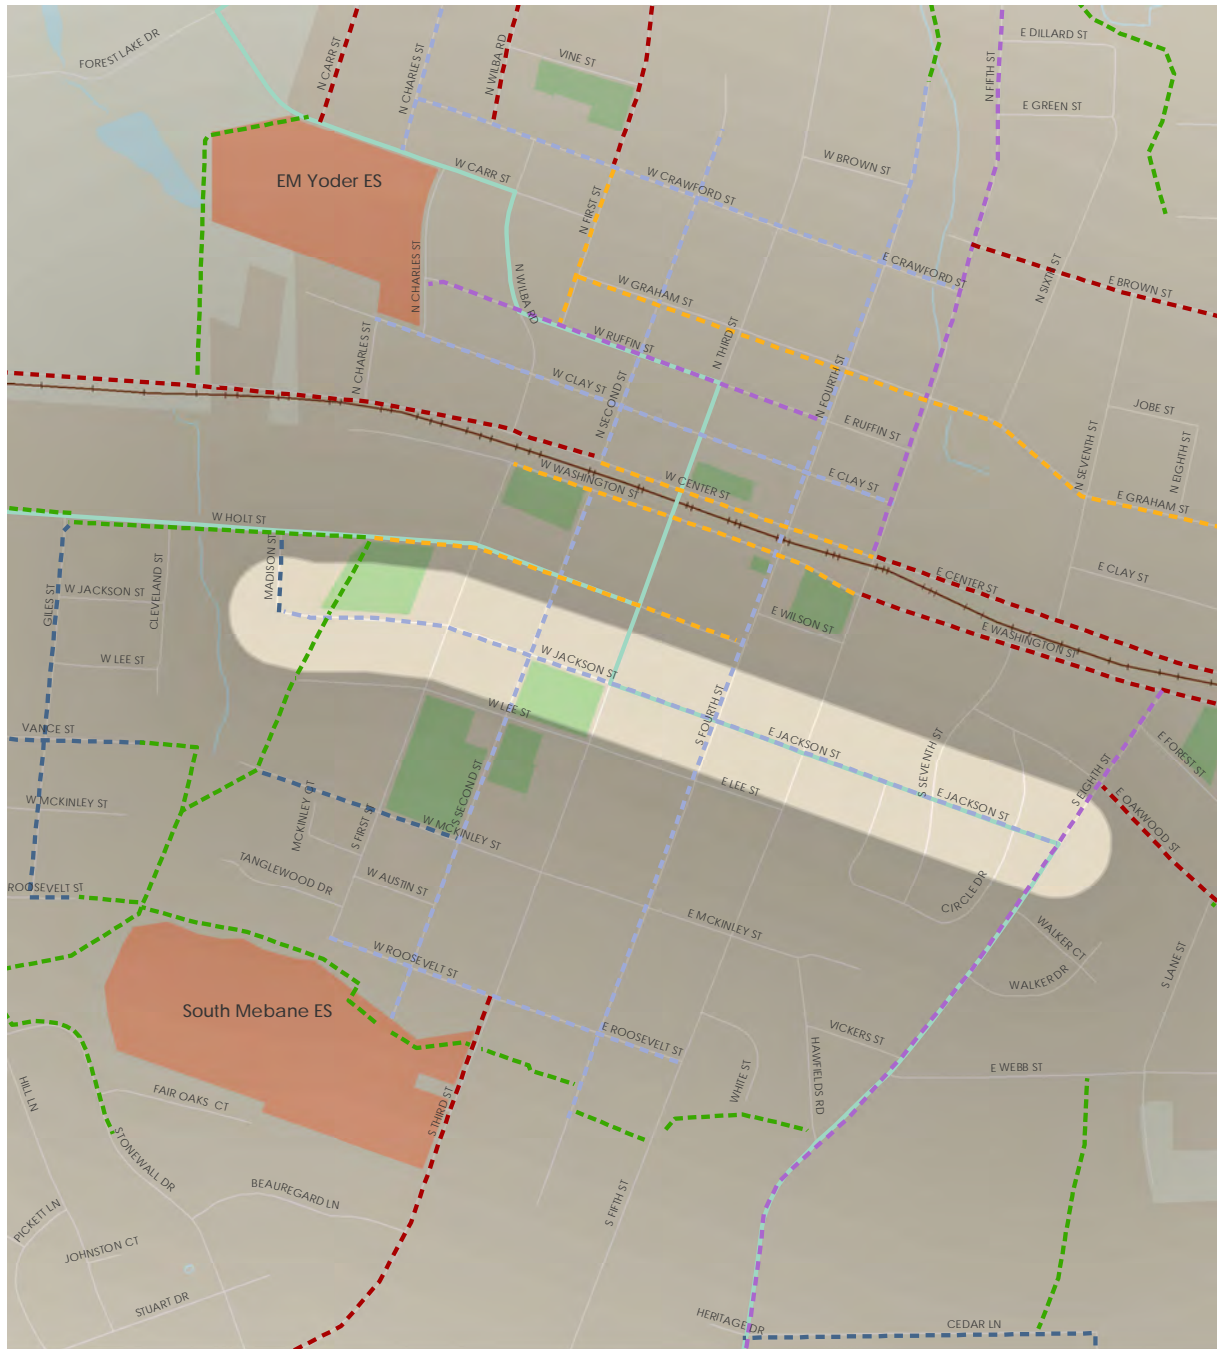 FOREST LAKE DR
N CARR ST
N CHARLES ST
N WILBA RD
VINE ST
N FIFTH ST
E DILLARD ST
E GREEN ST
EM Yoder ES
W CARR ST
W CRAWFORD ST
W BROWN ST
N FIRST ST
N CHARLES ST
N WILBA RD
W GRAHAM ST
E CRAWFORD ST
N SIXTH ST
E BROWN ST
N CHARLES ST
W RUFFIN ST
N THIRD ST
W CLAY ST
N SECOND ST
N FOURTH ST
E RUFFIN ST
JOBE ST
N SEVENTH ST
N EIGHTH ST
W WASHINGTON ST
W CENTER ST
E CLAY ST
E GRAHAM ST
W HOLT ST
MADISON ST
GILES ST
W JACKSON ST
CLEVELAND ST
E CENTER ST
E CLAY ST
E WILSON ST
E WASHINGTON ST
W LEE ST
W JACKSON ST
W LEE ST
VANCE ST
S FOURTH ST
E JACKSON ST
S SEVENTH ST
E FOREST ST
S EIGHTH ST
W MCKINLEY ST
MCKINLEY CT
S FIRST ST
S SECOND ST
E LEE ST
E JACKSON ST
E OAKWOOD ST
W MCKINLEY ST
TANGLEWOOD DR
W AUSTIN ST
ROOSEVELT ST
CIRCLE DR
E MCKINLEY ST
WALKER CT
W ROOSEVELT ST
WALKER DR
S LANE ST
South Mebane ES
E ROOSEVELT ST
VICKERS ST
HAWFIELDS RD
WHITE ST
E WEBB ST
HILL LN
FAIR OAKS CT
S THIRD ST
STONEWALL DR
BEAUREGARD LN
S FIFTH ST
PICKETT LN
JOHNSTON CT
STUART DR
HERITAGE DR
CEDAR LN